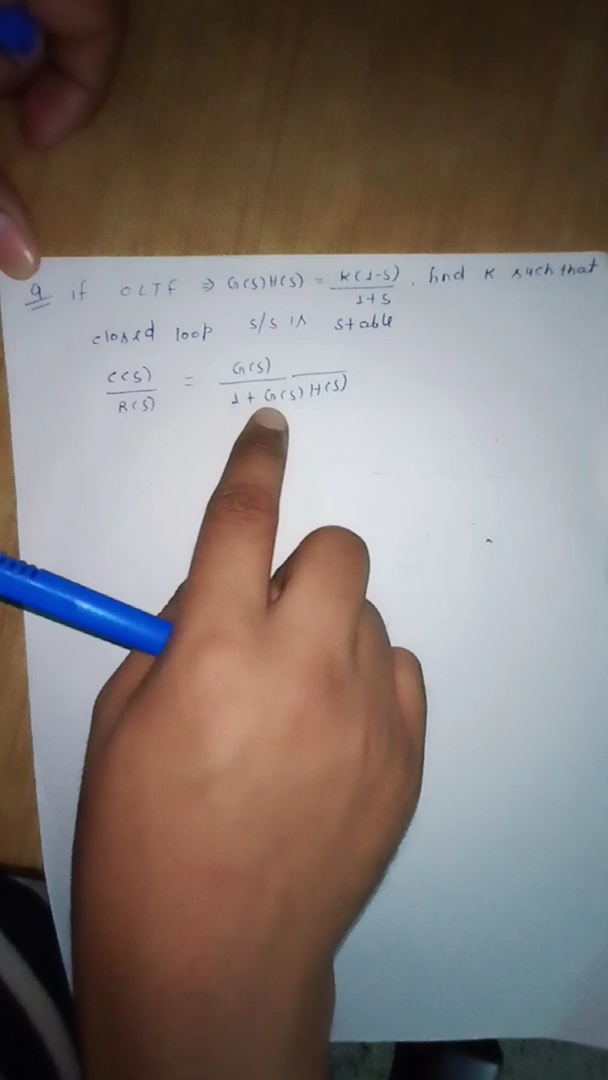 q if OLTF ⇒ G(s)H(s) = K(1-s) / 1+s , find K such that
closed loop s/s is stable
C(s) / R(s) = G(s) / 1 + G(s) H(s)